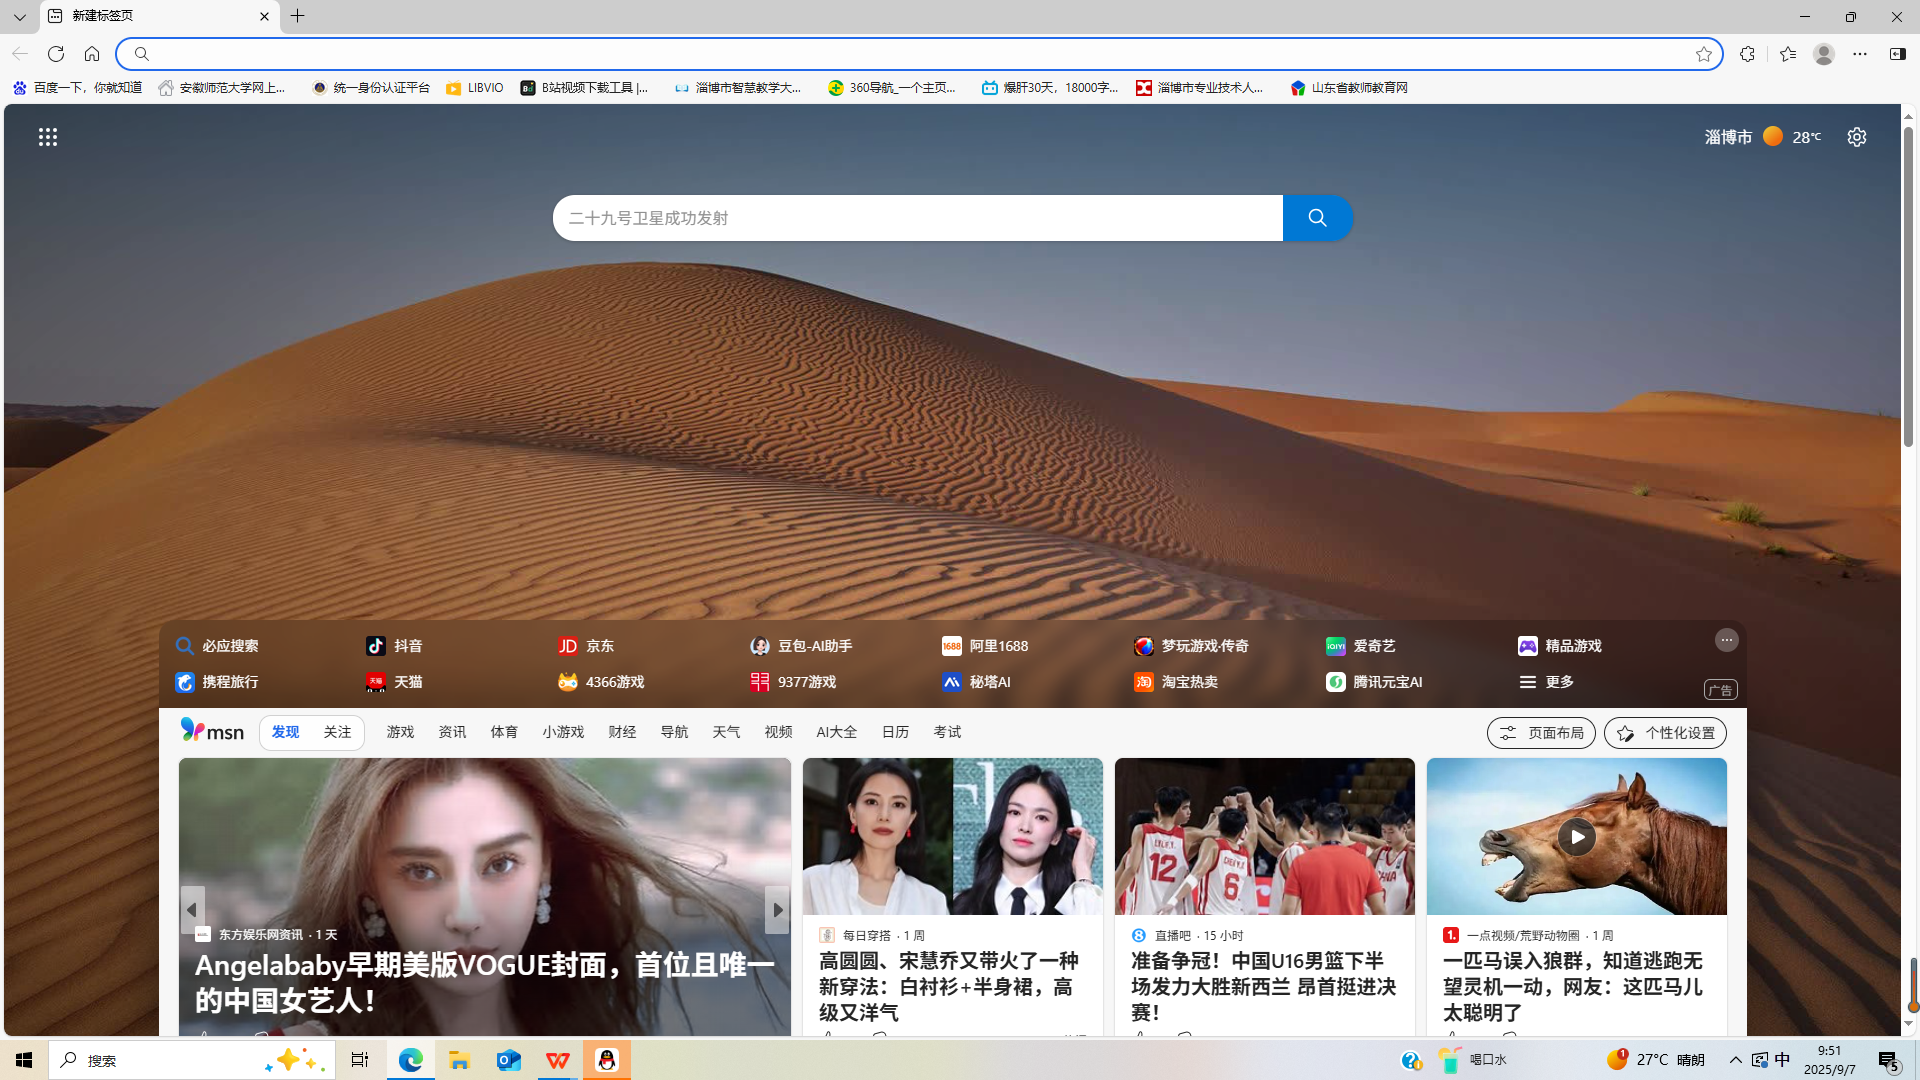 新建标签页
百度一下，你就知道
安徽师范大学网上...
统一身份认证平台
LIBVIO
B站视频下载工具 |...
淄博市智慧教学大...
360导航_一个主页...
爆肝30天，18000字...
淄博市专业技术人...
山东省教师教育网
淄博市 28℃
二十九号卫星成功发射
必应搜索
抖音
京东
豆包-AI助手
阿里1688
梦玩游戏-传奇
爱奇艺
精品游戏
携程旅行
天猫
4366游戏
9377游戏
秘塔AI
淘宝热卖
腾讯元宝AI
更多
广告
msn
发现
关注
游戏
资讯
体育
小游戏
财经
导航
天气
视频
AI大全
日历
考试
页面布局
个性化设置
东方娱乐网资讯 · 1 天
Angelababy早期美版VOGUE封面，首位且唯一
的中国女艺人！
每日穿搭 · 1 周
高圆圆、宋慧乔又带火了一种
新穿法：白衬衫+半身裙，高
级又洋气
直播吧 · 15 小时
准备争冠！中国U16男篮下半
场发力大胜新西兰 昂首挺进决
赛！
一点视频/荒野动物圈 · 1 周
一匹马误入狼群，知道逃跑无
望灵机一动，网友：这匹马儿
太聪明了
搜索
喝口水
27°C 晴朗
中
9:51
2025/9/7
5